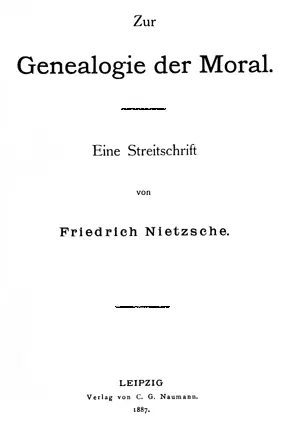 Zur
Genealogie der Moral.
Eine Streitschrift
von
Friedrich Nietzsche.
LEIPZIG
Verlag von C. G. Naumann.
1887.